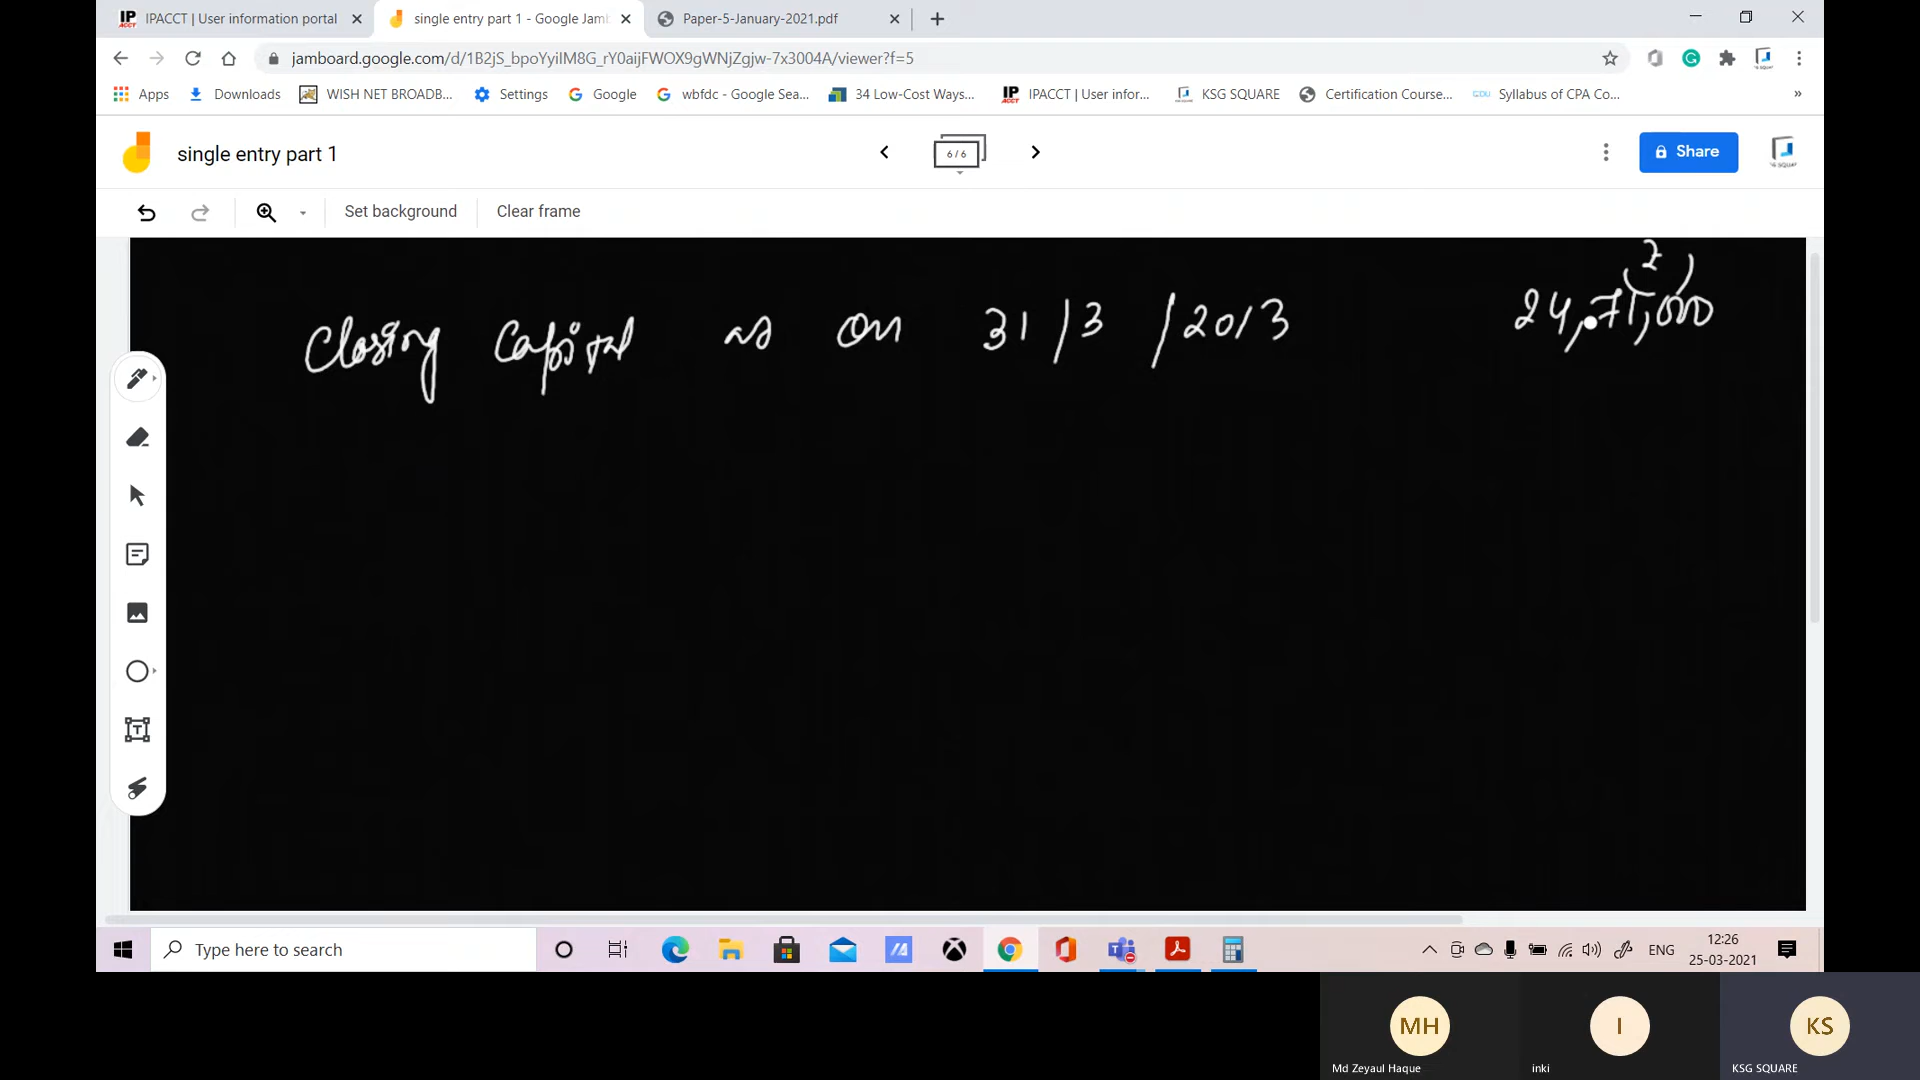 IPACCT | User information portal
single entry part 1 - Google Jamb
Paper-5-January-2021.pdf
jamboard.google.com/d/1B2jS_bpoYyiIM8G_rY0aijFWOX9gWNjZgjw-7x3004A/viewer?f=5
Apps Downloads WISH NET BROADB... Settings Google wbfdc - Google Sea... 34 Low-Cost Ways... IPACCT | User infor... KSG SQUARE Certification Course... Syllabus of CPA Co... »
single entry part 1
6 / 6
Share
Set background Clear frame
(₹)
Closing Capital as on 31/3/2013 24,71,000
Type here to search
ENG
12:26
25-03-2021
MH I KS
Md Zeyaul Haque inki KSG SQUARE